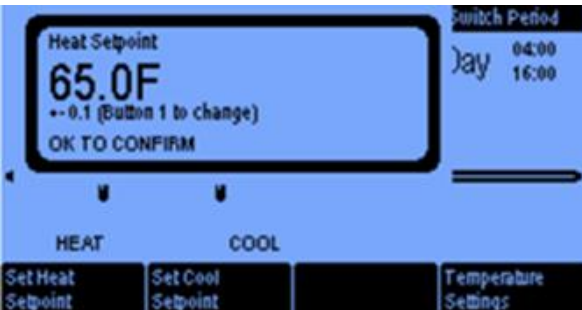 Heat Setpoint
65.0F
+-0.1 (Button 1 to change)
OK TO CONFIRM
Switch Period
Day
04:00
16:00
HEAT
COOL
Set Heat
Setpoint
Set Cool
Setpoint
Temperature
Settings